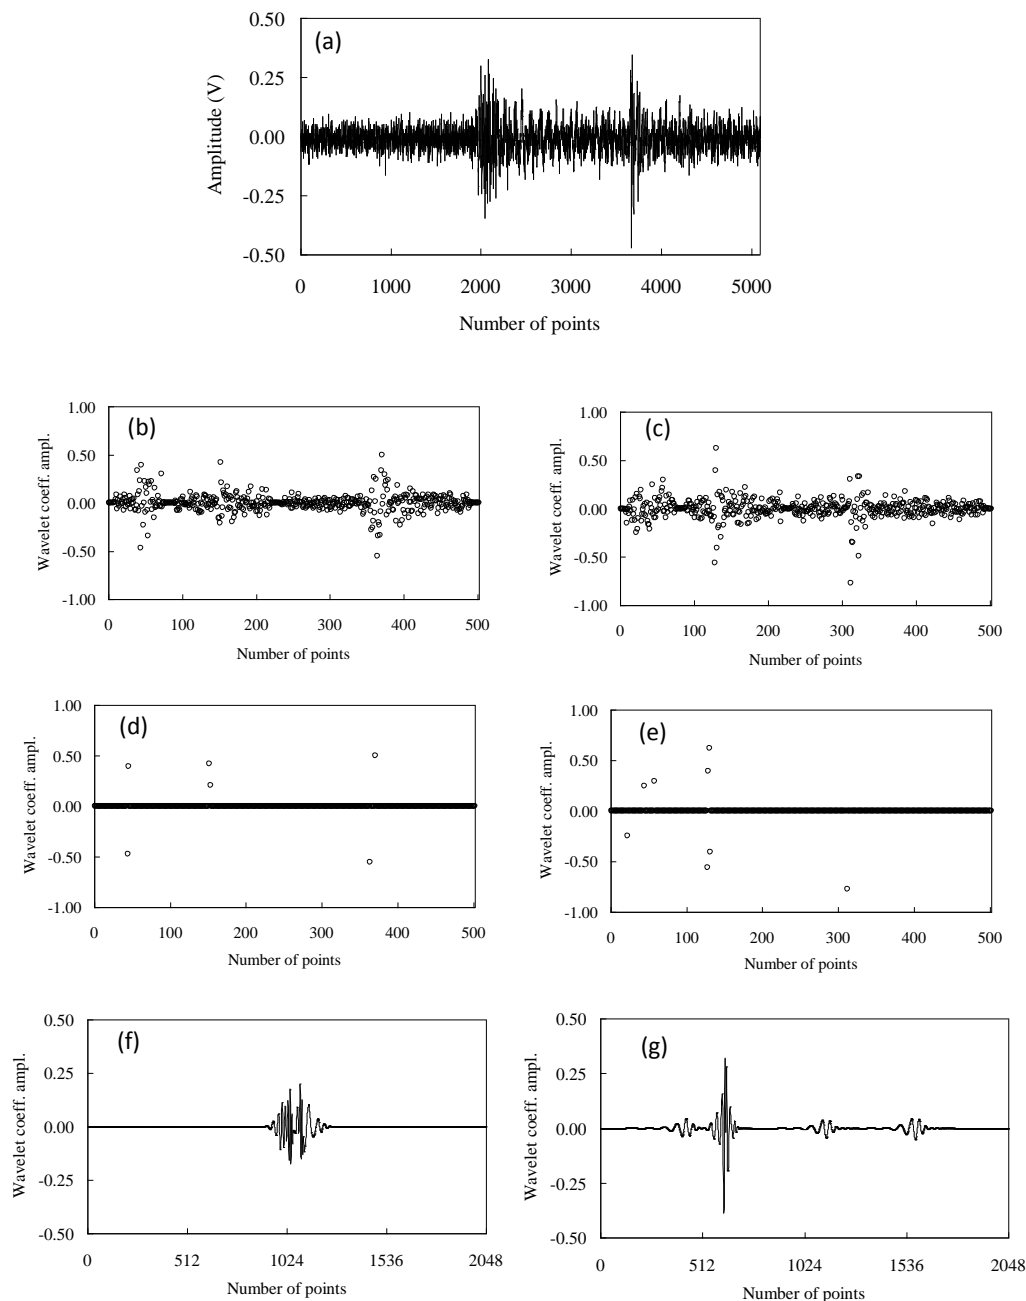 (a)
Amplitude (V)
0.50
0.25
0.00
-0.25
-0.50
0 1000 2000 3000 4000 5000
Number of points
(b)
Wavelet coeff. ampl.
1.00
0.50
0.00
-0.50
-1.00
0 100 200 300 400 500
Number of points
(c)
Wavelet coeff. ampl.
1.00
0.50
0.00
-0.50
-1.00
0 100 200 300 400 500
Number of points
(d)
Wavelet coeff. ampl.
1.00
0.50
0.00
-0.50
-1.00
0 100 200 300 400 500
Number of points
(e)
Wavelet coeff. ampl.
1.00
0.50
0.00
-0.50
-1.00
0 100 200 300 400 500
Number of points
(f)
Wavelet coeff. ampl.
0.50
0.25
0.00
-0.25
-0.50
0 512 1024 1536 2048
Number of points
(g)
Wavelet coeff. ampl.
0.50
0.25
0.00
-0.25
-0.50
0 512 1024 1536 2048
Number of points